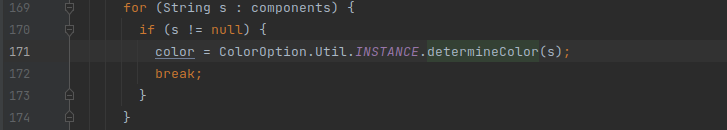 169 for (String s : components) {
170 if (s != null) {
171 color = ColorOption.Util.INSTANCE.determineColor(s);
172 break;
173 }
174 }